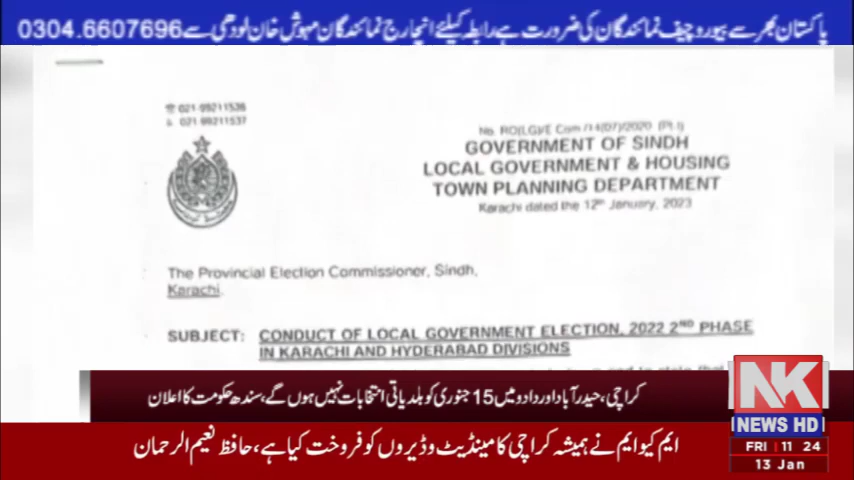 پاکستان بھر سے بیورو چیف نمائندگان کی ضرورت ہے رابطہ کیلئے انچارج نمائندگان مہوش خان لودھی سے 0304.6607696
021-99211536
021-99211537
No. RO(LG)/E Com /14(07)/2020 (Pt-I)
GOVERNMENT OF SINDH
LOCAL GOVERNMENT & HOUSING
TOWN PLANNING DEPARTMENT
Karachi dated the 12th January, 2023
The Provincial Election Commissioner, Sindh,
Karachi.
SUBJECT: CONDUCT OF LOCAL GOVERNMENT ELECTION, 2022 2ND PHASE
IN KARACHI AND HYDERABAD DIVISIONS
کراچی، حیدر آباد اور دادو میں 15 جنوری کو بلدیاتی انتخابات نہیں ہوں گے، سندھ حکومت کا اعلان
ایم کیو ایم نے ہمیشہ کراچی کا مینڈیٹ وڈیروں کو فروخت کیا ہے، حافظ نعیم الرحمان
NK
NEWS HD
FRI 11 24
13 Jan